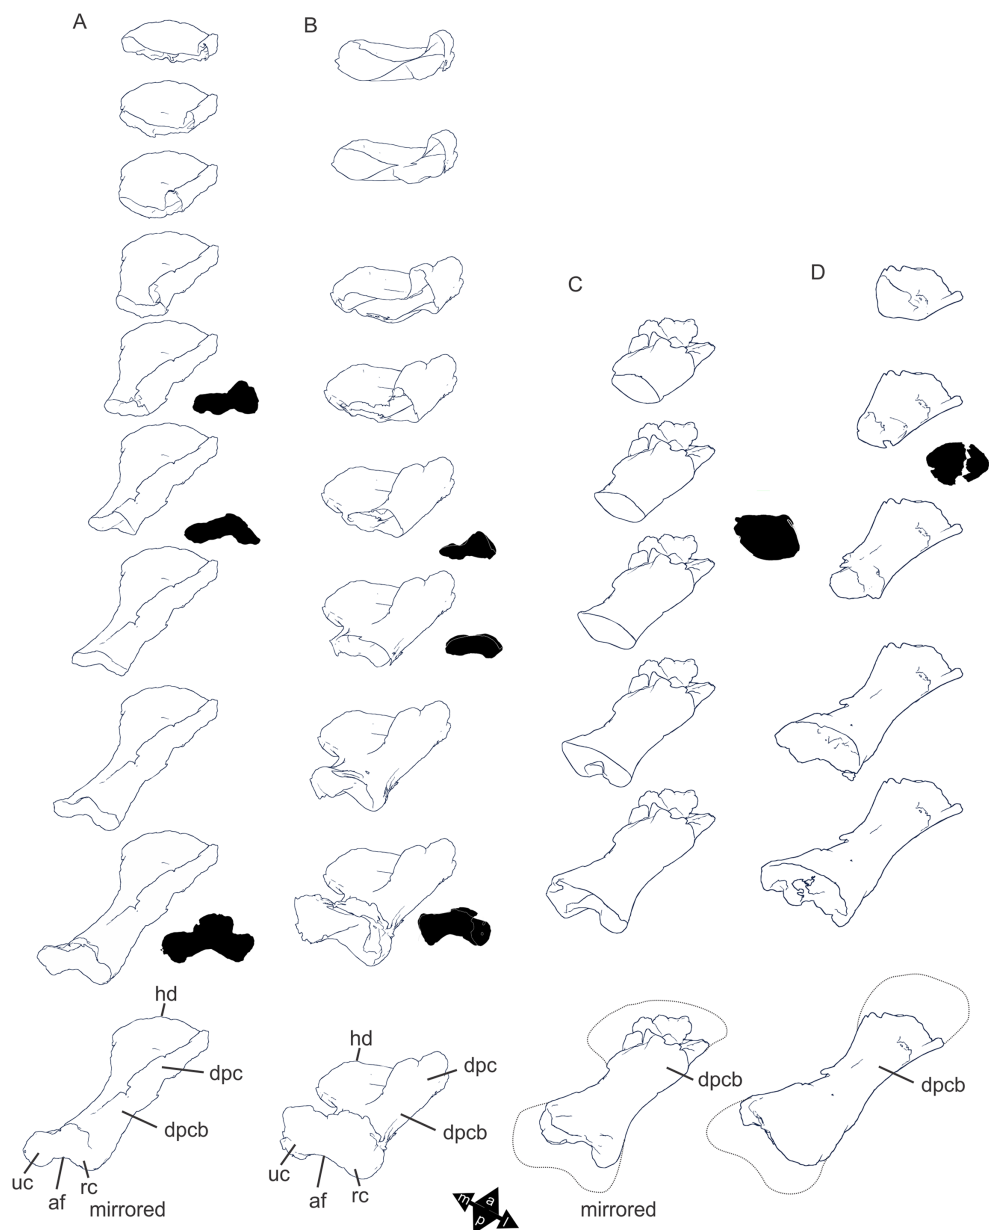 A
B
C
D
hd
dpc
dpcb
uc
af
rc
mirrored
hd
dpc
dpcb
uc
af
rc
dpcb
mirrored
dpcb
m a
p l